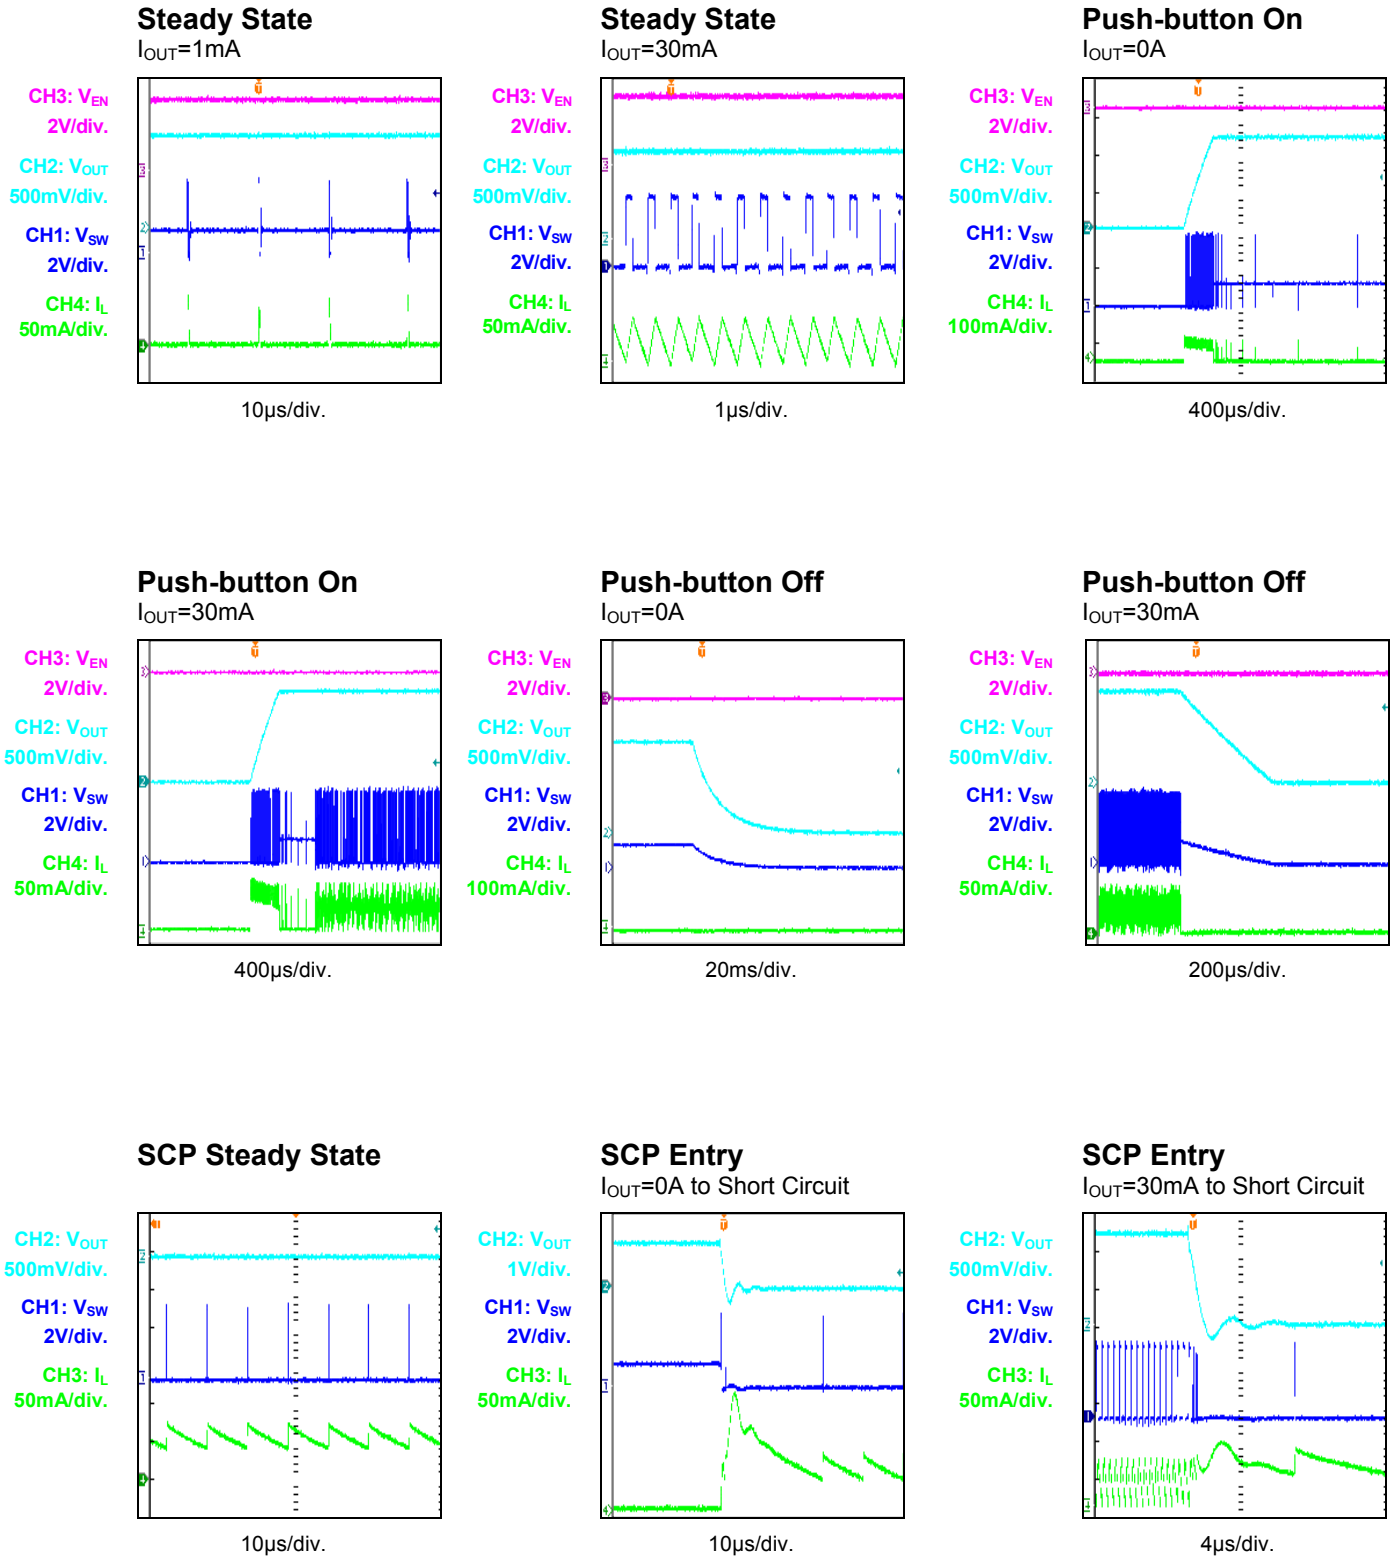 Steady State
IOUT=1mA
CH3: VEN
2V/div.
CH2: VOUT
500mV/div.
CH1: VSW
2V/div.
CH4: IL
50mA/div.
10µs/div.
Steady State
IOUT=30mA
CH3: VEN
2V/div.
CH2: VOUT
500mV/div.
CH1: VSW
2V/div.
CH4: IL
50mA/div.
1µs/div.
Push-button On
IOUT=0A
CH3: VEN
2V/div.
CH2: VOUT
500mV/div.
CH1: VSW
2V/div.
CH4: IL
100mA/div.
400µs/div.
Push-button On
IOUT=30mA
CH3: VEN
2V/div.
CH2: VOUT
500mV/div.
CH1: VSW
2V/div.
CH4: IL
50mA/div.
400µs/div.
Push-button Off
IOUT=0A
CH3: VEN
2V/div.
CH2: VOUT
500mV/div.
CH1: VSW
2V/div.
CH4: IL
100mA/div.
20ms/div.
Push-button Off
IOUT=30mA
CH3: VEN
2V/div.
CH2: VOUT
500mV/div.
CH1: VSW
2V/div.
CH4: IL
50mA/div.
200µs/div.
SCP Steady State
CH2: VOUT
500mV/div.
CH1: VSW
2V/div.
CH3: IL
50mA/div.
10µs/div.
SCP Entry
IOUT=0A to Short Circuit
CH2: VOUT
1V/div.
CH1: VSW
2V/div.
CH3: IL
50mA/div.
10µs/div.
SCP Entry
IOUT=30mA to Short Circuit
CH2: VOUT
500mV/div.
CH1: VSW
2V/div.
CH3: IL
50mA/div.
4µs/div.